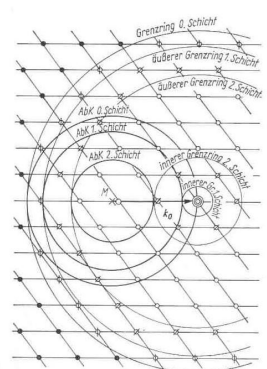 Grenzring 0. Schicht
äußerer Grenzring 1. Schicht
äußerer Grenzring 2. Schicht
AbK 0. Schicht
AbK 1. Schicht
AbK 2. Schicht
innerer Grenzring 2. Schicht
innerer Gr. 1. Schicht
M
k₀